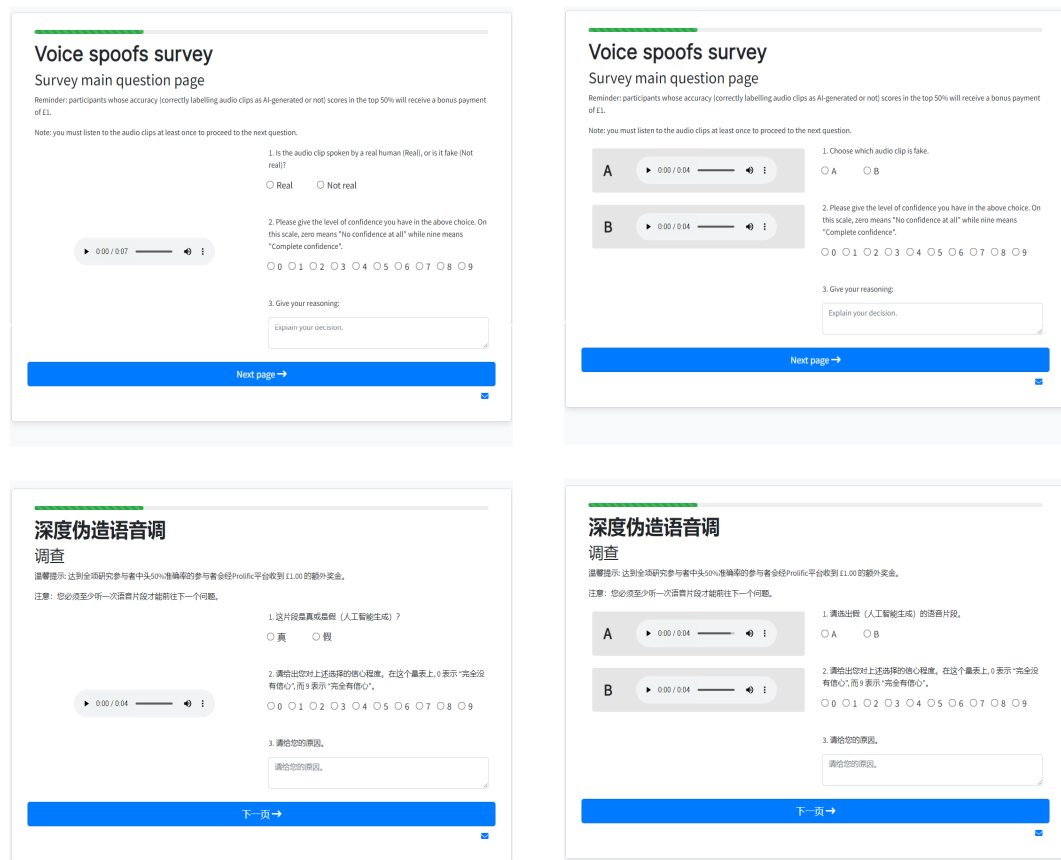 Voice spoofs survey
Survey main question page
Reminder: participants whose accuracy (correctly labelling audio clips as AI-generated or not) scores in the top 50% will receive a bonus payment
of £1.
Note: you must listen to the audio clips at least once to proceed to the next question.
1. Is the audio clip spoken by a real human (Real), or is it fake (Not
real)?
Real Not real
2. Please give the level of confidence you have in the above choice. On
this scale, zero means "No confidence at all" while nine means
"Complete confidence".
0:00 / 0:07
0 1 2 3 4 5 6 7 8 9
3. Give your reasoning:
Explain your decision.
Next page →
Voice spoofs survey
Survey main question page
Reminder: participants whose accuracy (correctly labelling audio clips as AI-generated or not) scores in the top 50% will receive a bonus payment
of £1.
Note: you must listen to the audio clips at least once to proceed to the next question.
A 0:00 / 0:04
B 0:00 / 0:04
1. Choose which audio clip is fake.
A B
2. Please give the level of confidence you have in the above choice. On
this scale, zero means "No confidence at all" while nine means
"Complete confidence".
0 1 2 3 4 5 6 7 8 9
3. Give your reasoning:
Explain your decision.
Next page →
深度伪造语音调
调查
温馨提示: 达到全项研究参与者中头50%准确率的参与者会经Prolific平台收到 £1.00 的额外奖金。
注意：您必须至少听一次语音片段才能前往下一个问题。
1. 这片段是真或是假（人工智能生成）?
真 假
2. 请给出您对上述选择的信心程度。在这个量表上, 0 表示 "完全没
有信心", 而 9 表示 "完全有信心"。
0:00 / 0:04
0 1 2 3 4 5 6 7 8 9
3. 请给您的原因。
请给您的原因。
下一页 →
深度伪造语音调
调查
温馨提示: 达到全项研究参与者中头50%准确率的参与者会经Prolific平台收到 £1.00 的额外奖金。
注意：您必须至少听一次语音片段才能前往下一个问题。
A 0:00 / 0:04
B 0:00 / 0:04
1. 请选出假（人工智能生成）的语音片段。
A B
2. 请给出您对上述选择的信心程度。在这个量表上, 0 表示 "完全没
有信心", 而 9 表示 "完全有信心"。
0 1 2 3 4 5 6 7 8 9
3. 请给您的原因。
请给您的原因。
下一页 →